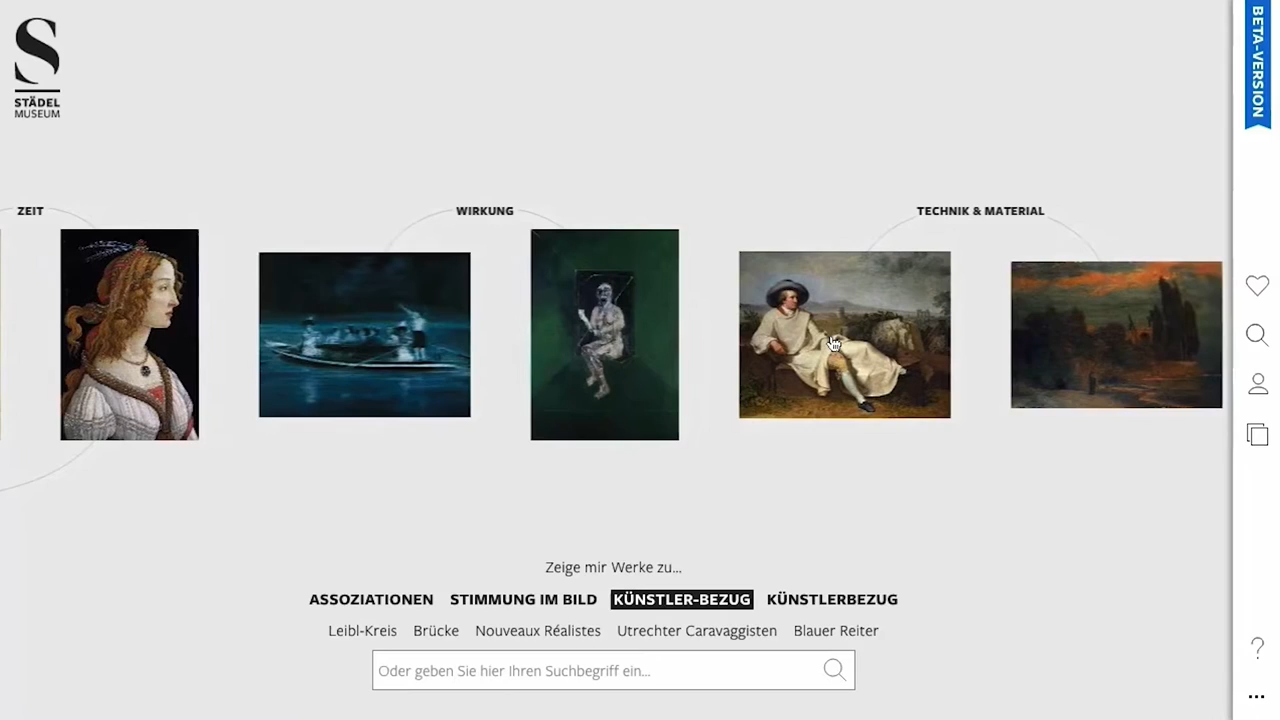 S
STÄDEL
MUSEUM
BETA-VERSION
ZEIT
WIRKUNG
TECHNIK & MATERIAL
Zeige mir Werke zu...
ASSOZIATIONEN STIMMUNG IM BILD KÜNSTLER-BEZUG KÜNSTLERBEZUG
Leibl-Kreis Brücke Nouveaux Réalistes Utrechter Caravaggisten Blauer Reiter
Oder geben Sie hier Ihren Suchbegriff ein...
?
...